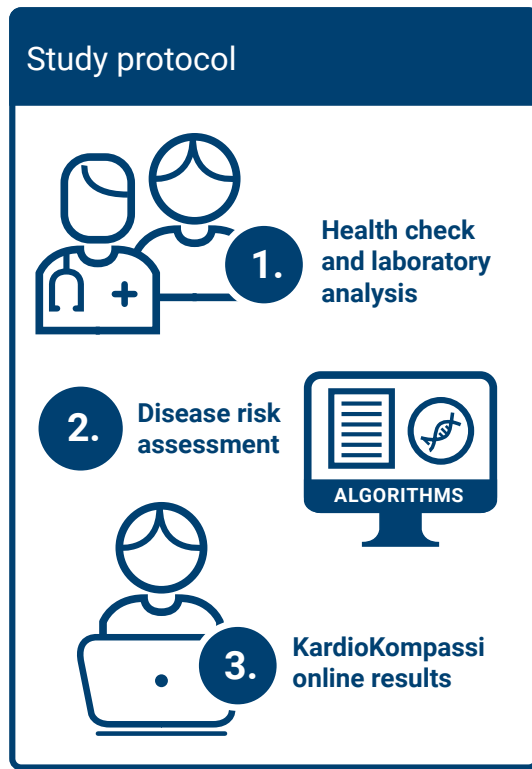 Study protocol
1.
Health check
and laboratory
analysis
2.
Disease risk
assessment
ALGORITHMS
3.
KardioKompassi
online results